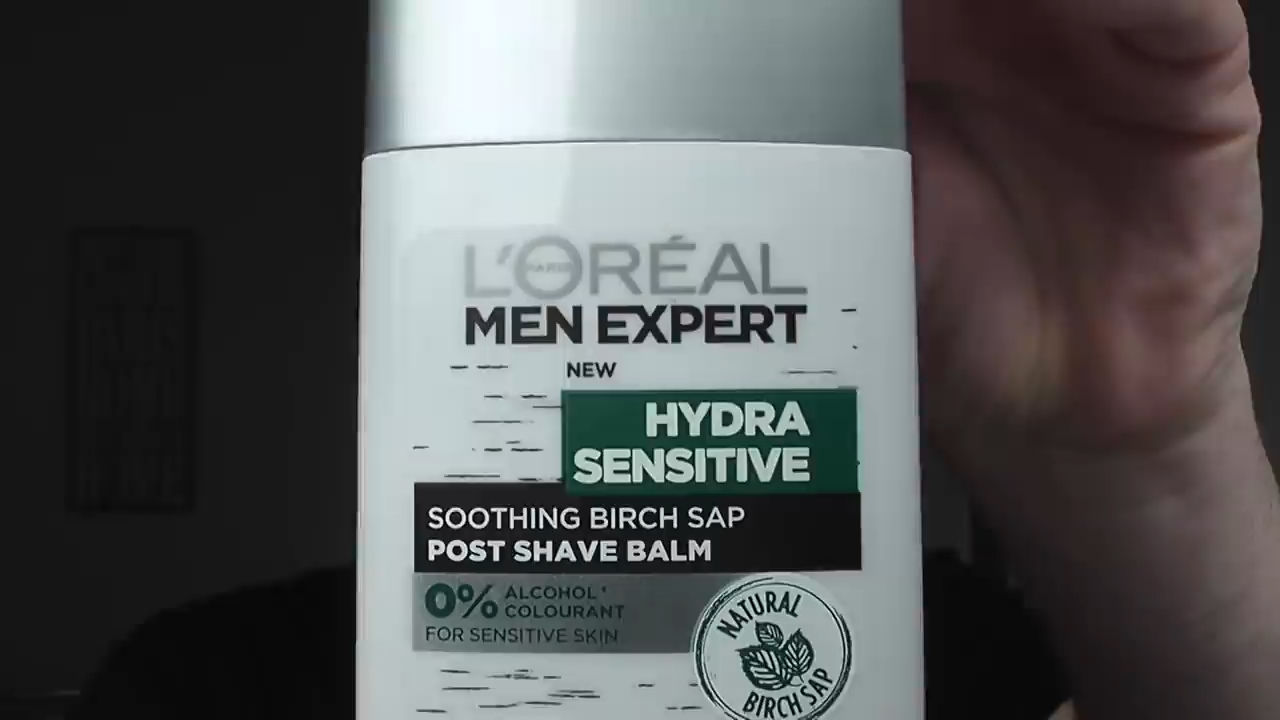 L'ORÉAL
PARIS
MEN EXPERT
NEW
HYDRA
SENSITIVE
SOOTHING BIRCH SAP
POST SHAVE BALM
0% ALCOHOL*
COLOURANT
FOR SENSITIVE SKIN
NATURAL
BIRCH SAP